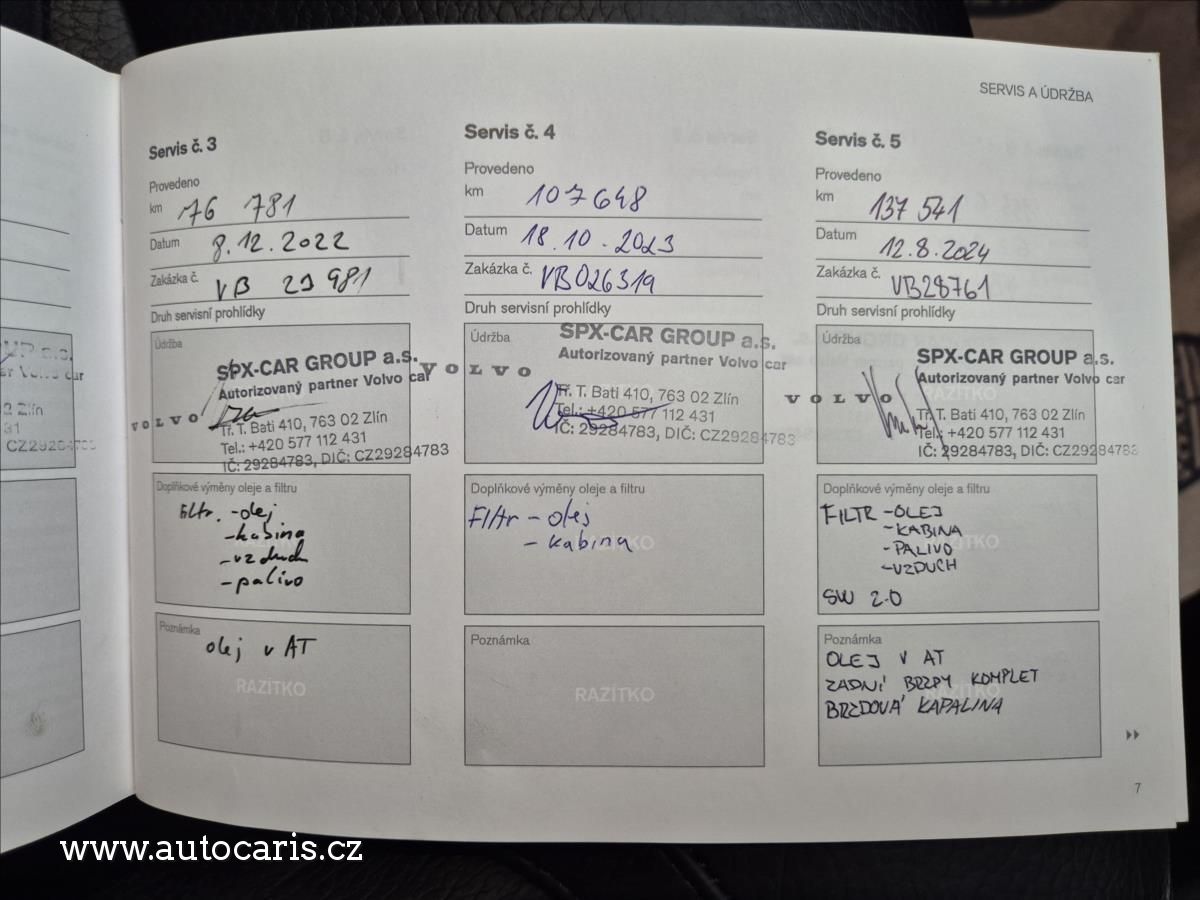 SERVIS A ÚDRŽBA
Servis č. 3
Provedeno
km 76 781
Datum 8.12.2022
Zakázka č. VB 23 981
Druh servisní prohlídky
Údržba
SPX-CAR GROUP a.s.
Autorizovaný partner Volvo car
VOLVO
Tř. T. Bati 410, 763 02 Zlín
Tel.: +420 577 112 431
IČ: 29284783, DIČ: CZ29284783
Doplňkové výměny oleje a filtru
Filtr. - olej
- kabina
- vzduch
- palivo
Poznámka
olej v AT
RAZÍTKO
Servis č. 4
Provedeno
km 107648
Datum 18.10.2023
Zakázka č. VB026319
Druh servisní prohlídky
Údržba
SPX-CAR GROUP a.s.
Autorizovaný partner Volvo car
VOLVO
Tř. T. Bati 410, 763 02 Zlín
Tel.: +420 577 112 431
IČ: 29284783, DIČ: CZ29284783
Doplňkové výměny oleje a filtru
Filtr - olej
- kabina
RAZÍTKO
Poznámka
RAZÍTKO
Servis č. 5
Provedeno
km 137 541
Datum 12.8.2024
Zakázka č. VB28761
Druh servisní prohlídky
Údržba
SPX-CAR GROUP a.s.
Autorizovaný partner Volvo car
VOLVO
Tř. T. Bati 410, 763 02 Zlín
Tel.: +420 577 112 431
IČ: 29284783, DIČ: CZ29284783
Doplňkové výměny oleje a filtru
FILTR - OLEJ
- KABINA
- PALIVO
- VZDUCH
RAZÍTKO
SW 2.0
Poznámka
OLEJ V AT
ZADNÍ BRZDY KOMPLET
BRZDOVÁ KAPALINA
RAZÍTKO
7
www.autocaris.cz